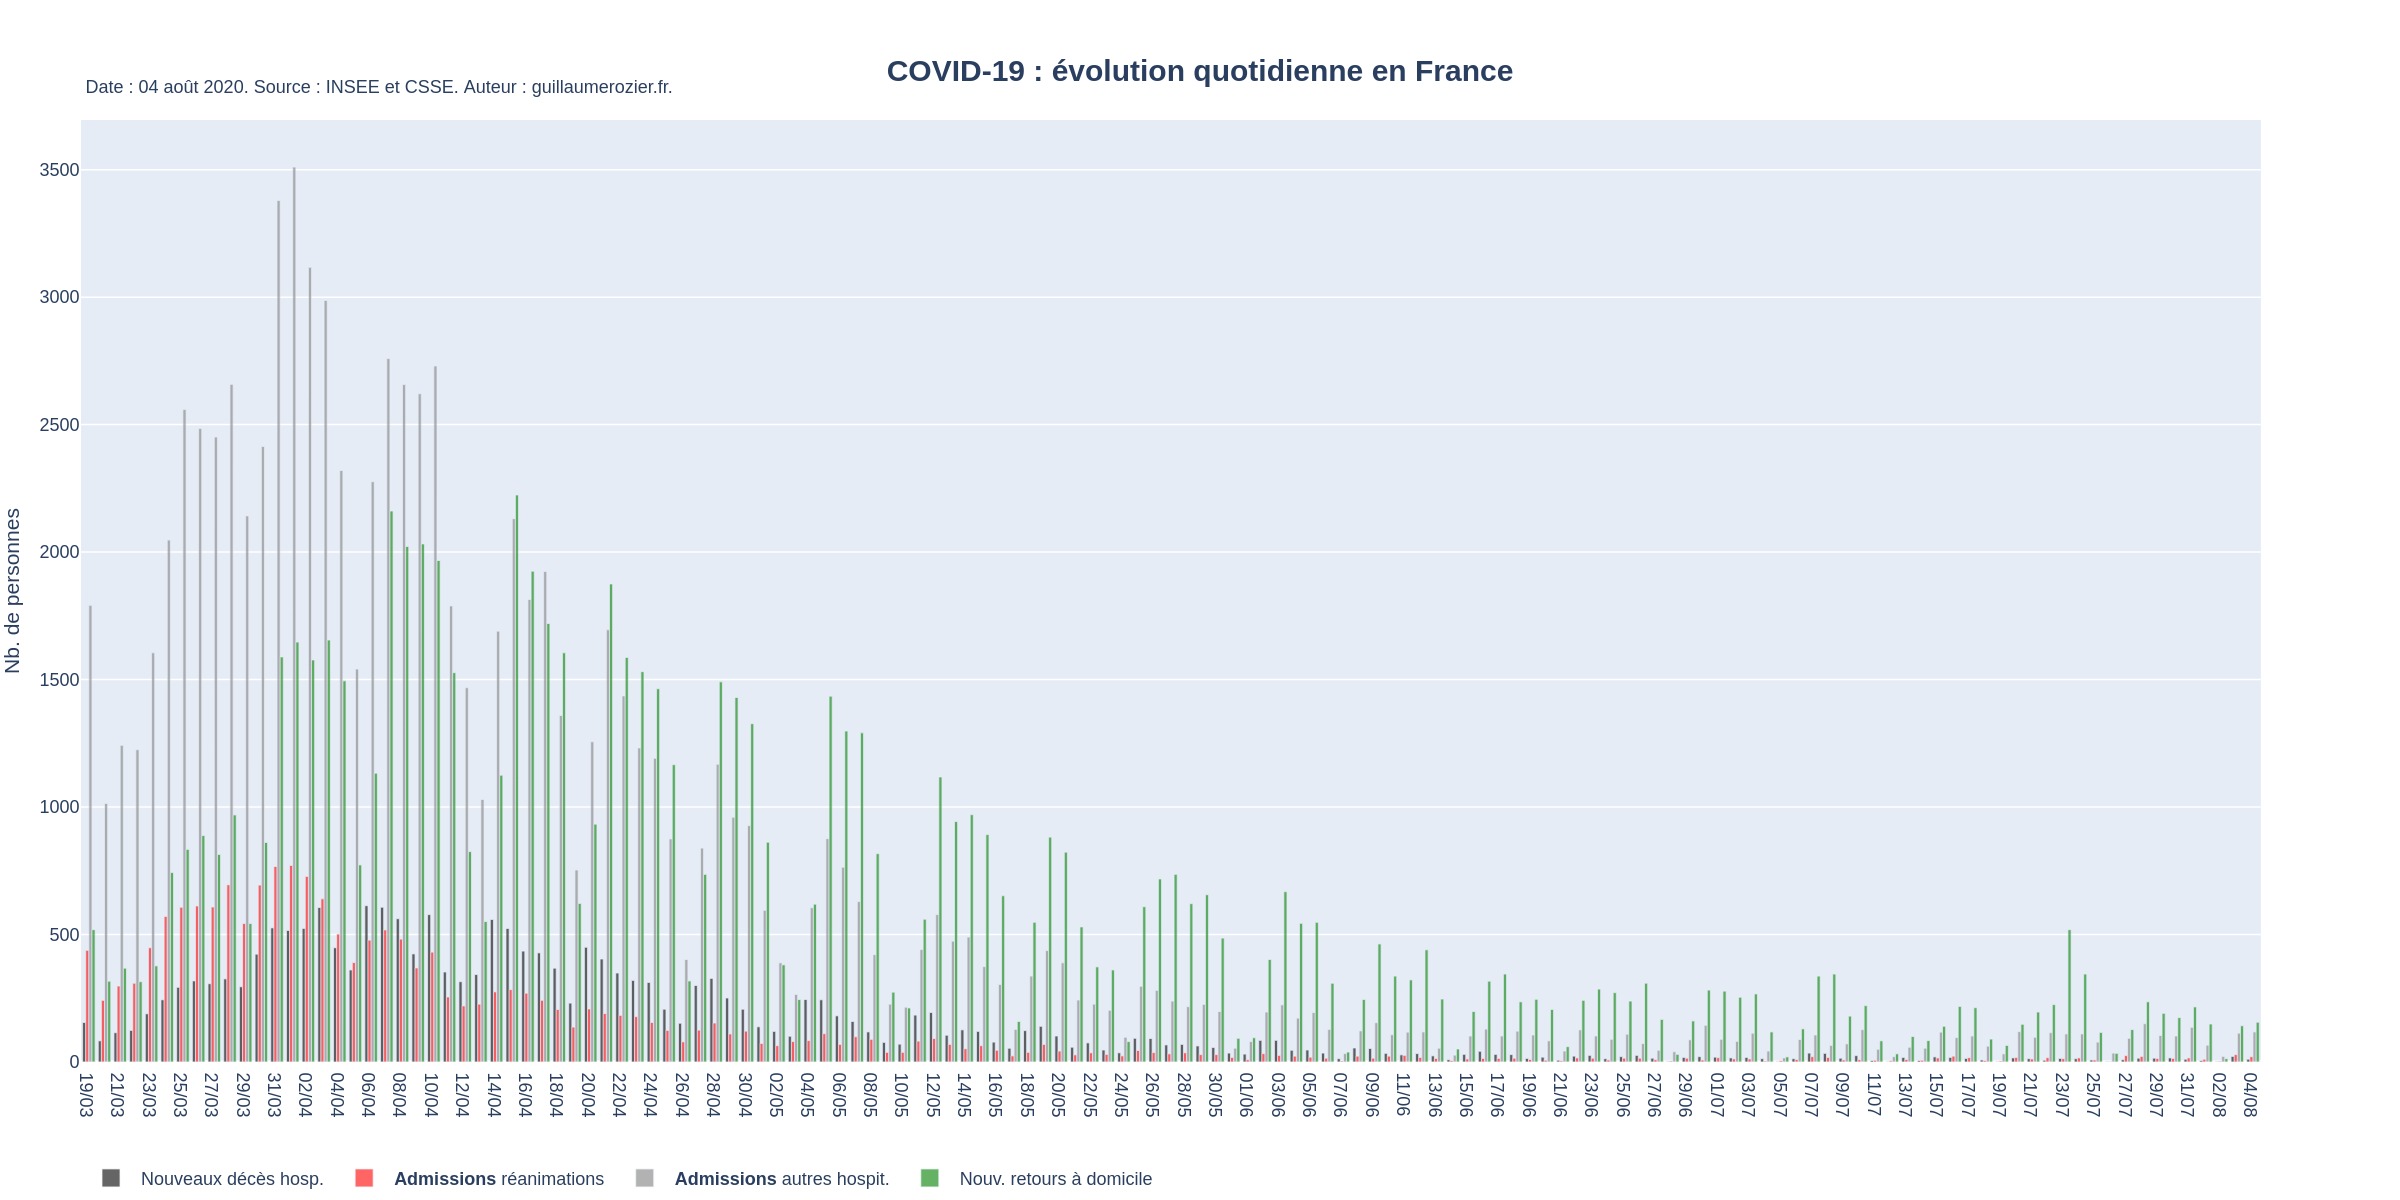 COVID-19 : évolution quotidienne en France
Date : 04 août 2020. Source : INSEE et CSSE. Auteur : guillaumerozier.fr.
Nb. de personnes
3500
3000
2500
2000
1500
1000
500
0
19/03 21/03 23/03 25/03 27/03 29/03 31/03 02/04 04/04 06/04 08/04 10/04 12/04 14/04 16/04 18/04 20/04 22/04 24/04 26/04 28/04 30/04 02/05 04/05 06/05 08/05 10/05 12/05 14/05 16/05 18/05 20/05 22/05 24/05 26/05 28/05 30/05 01/06 03/06 05/06 07/06 09/06 11/06 13/06 15/06 17/06 19/06 21/06 23/06 25/06 27/06 29/06 01/07 03/07 05/07 07/07 09/07 11/07 13/07 15/07 17/07 19/07 21/07 23/07 25/07 27/07 29/07 31/07 02/08 04/08
Nouveaux décès hosp. Admissions réanimations Admissions autres hospit. Nouv. retours à domicile